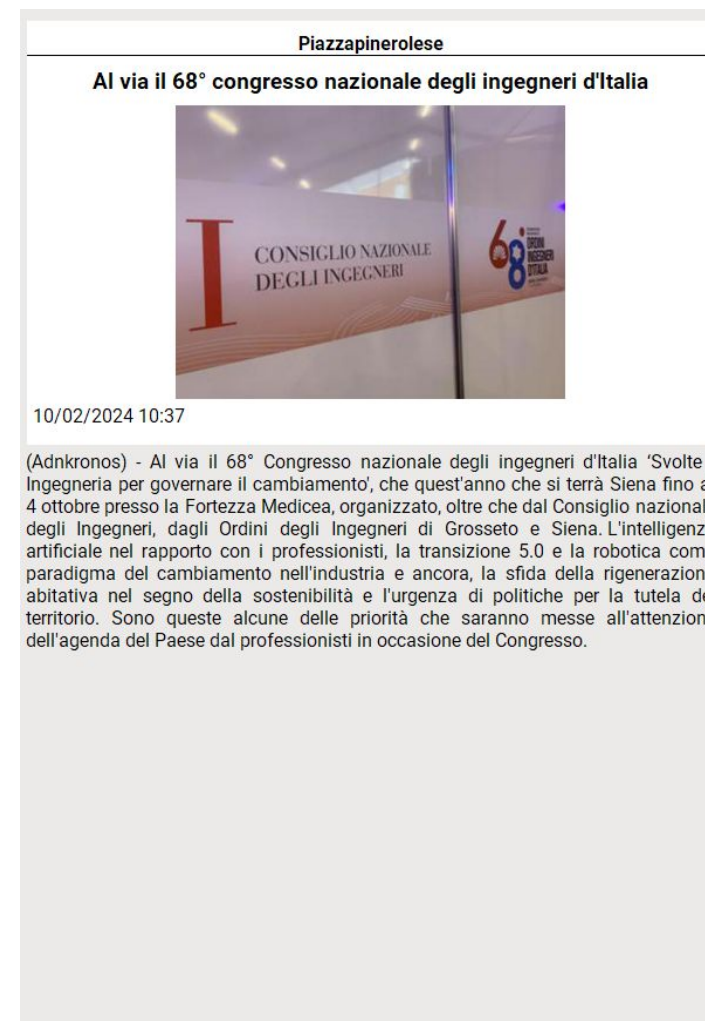 Piazzapinerolese
Al via il 68° congresso nazionale degli ingegneri d'Italia
I
CONSIGLIO NAZIONALE
DEGLI INGEGNERI
68
ORDINI
INGEGNERI
D'ITALIA
10/02/2024 10:37
(Adnkronos) - Al via il 68° Congresso nazionale degli ingegneri d'Italia ‘Svolte
Ingegneria per governare il cambiamento', che quest'anno che si terrà Siena fino a
4 ottobre presso la Fortezza Medicea, organizzato, oltre che dal Consiglio nazional
degli Ingegneri, dagli Ordini degli Ingegneri di Grosseto e Siena. L'intelligenz
artificiale nel rapporto con i professionisti, la transizione 5.0 e la robotica com
paradigma del cambiamento nell'industria e ancora, la sfida della rigenerazion
abitativa nel segno della sostenibilità e l'urgenza di politiche per la tutela de
territorio. Sono queste alcune delle priorità che saranno messe all'attenzion
dell'agenda del Paese dal professionisti in occasione del Congresso.